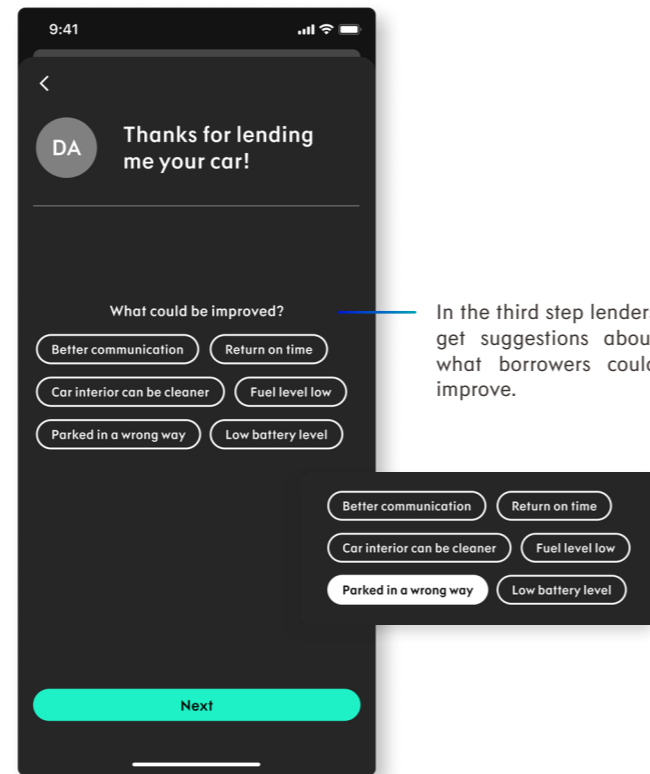 9:41
DA
Thanks for lending
me your car!
What could be improved?
Better communication
Return on time
Car interior can be cleaner
Fuel level low
Parked in a wrong way
Low battery level
Next
In the third step lenders
get suggestions about
what borrowers could
improve.
Better communication
Return on time
Car interior can be cleaner
Fuel level low
Parked in a wrong way
Low battery level